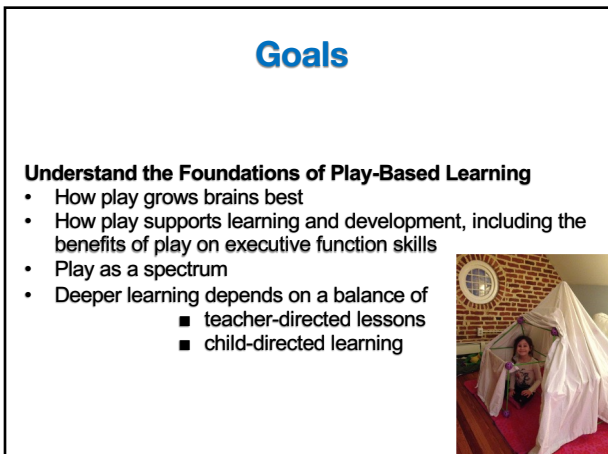 Goals
Understand the Foundations of Play-Based Learning
• How play grows brains best
• How play supports learning and development, including the
benefits of play on executive function skills
• Play as a spectrum
• Deeper learning depends on a balance of
■ teacher-directed lessons
■ child-directed learning